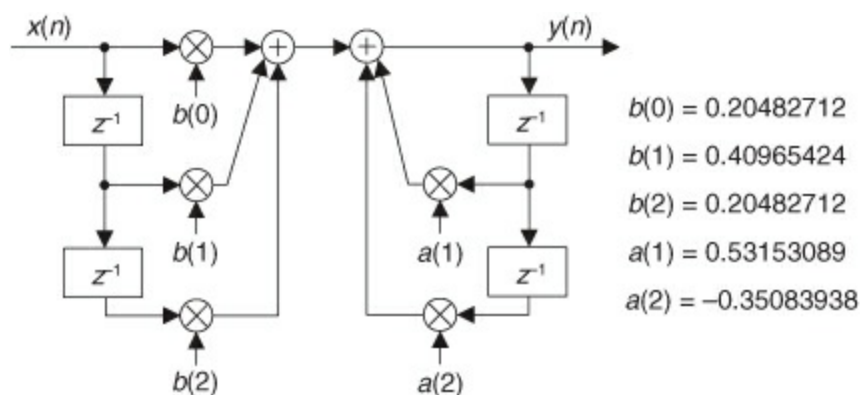 x(n)
y(n)
b(0)
z⁻¹
z⁻¹
b(1)
a(1)
z⁻¹
z⁻¹
b(2)
a(2)
b(0) = 0.20482712
b(1) = 0.40965424
b(2) = 0.20482712
a(1) = 0.53153089
a(2) = –0.35083938